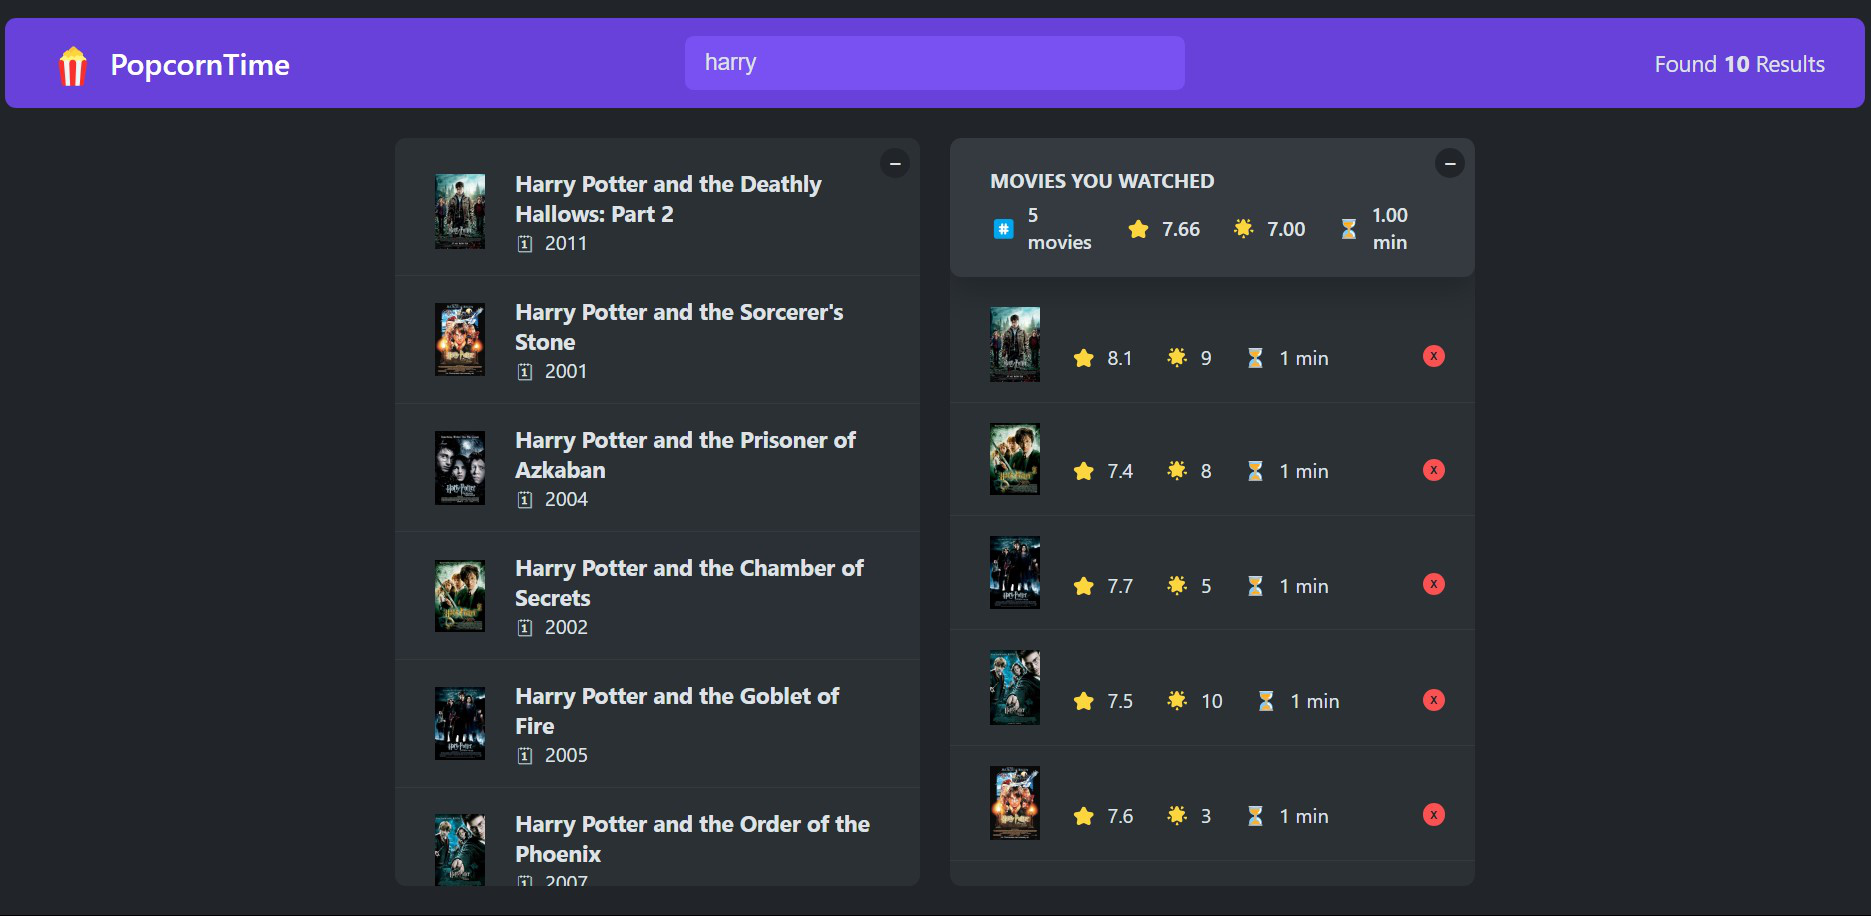 PopcornTime
harry
Found 10 Results
Harry Potter and the Deathly
Hallows: Part 2
2011
Harry Potter and the Sorcerer's
Stone
2001
Harry Potter and the Prisoner of
Azkaban
2004
Harry Potter and the Chamber of
Secrets
2002
Harry Potter and the Goblet of
Fire
2005
Harry Potter and the Order of the
Phoenix
2007
MOVIES YOU WATCHED
# 5 movies 7.66 7.00 1.00 min
8.1 9 1 min X
7.4 8 1 min X
7.7 5 1 min X
7.5 10 1 min X
7.6 3 1 min X